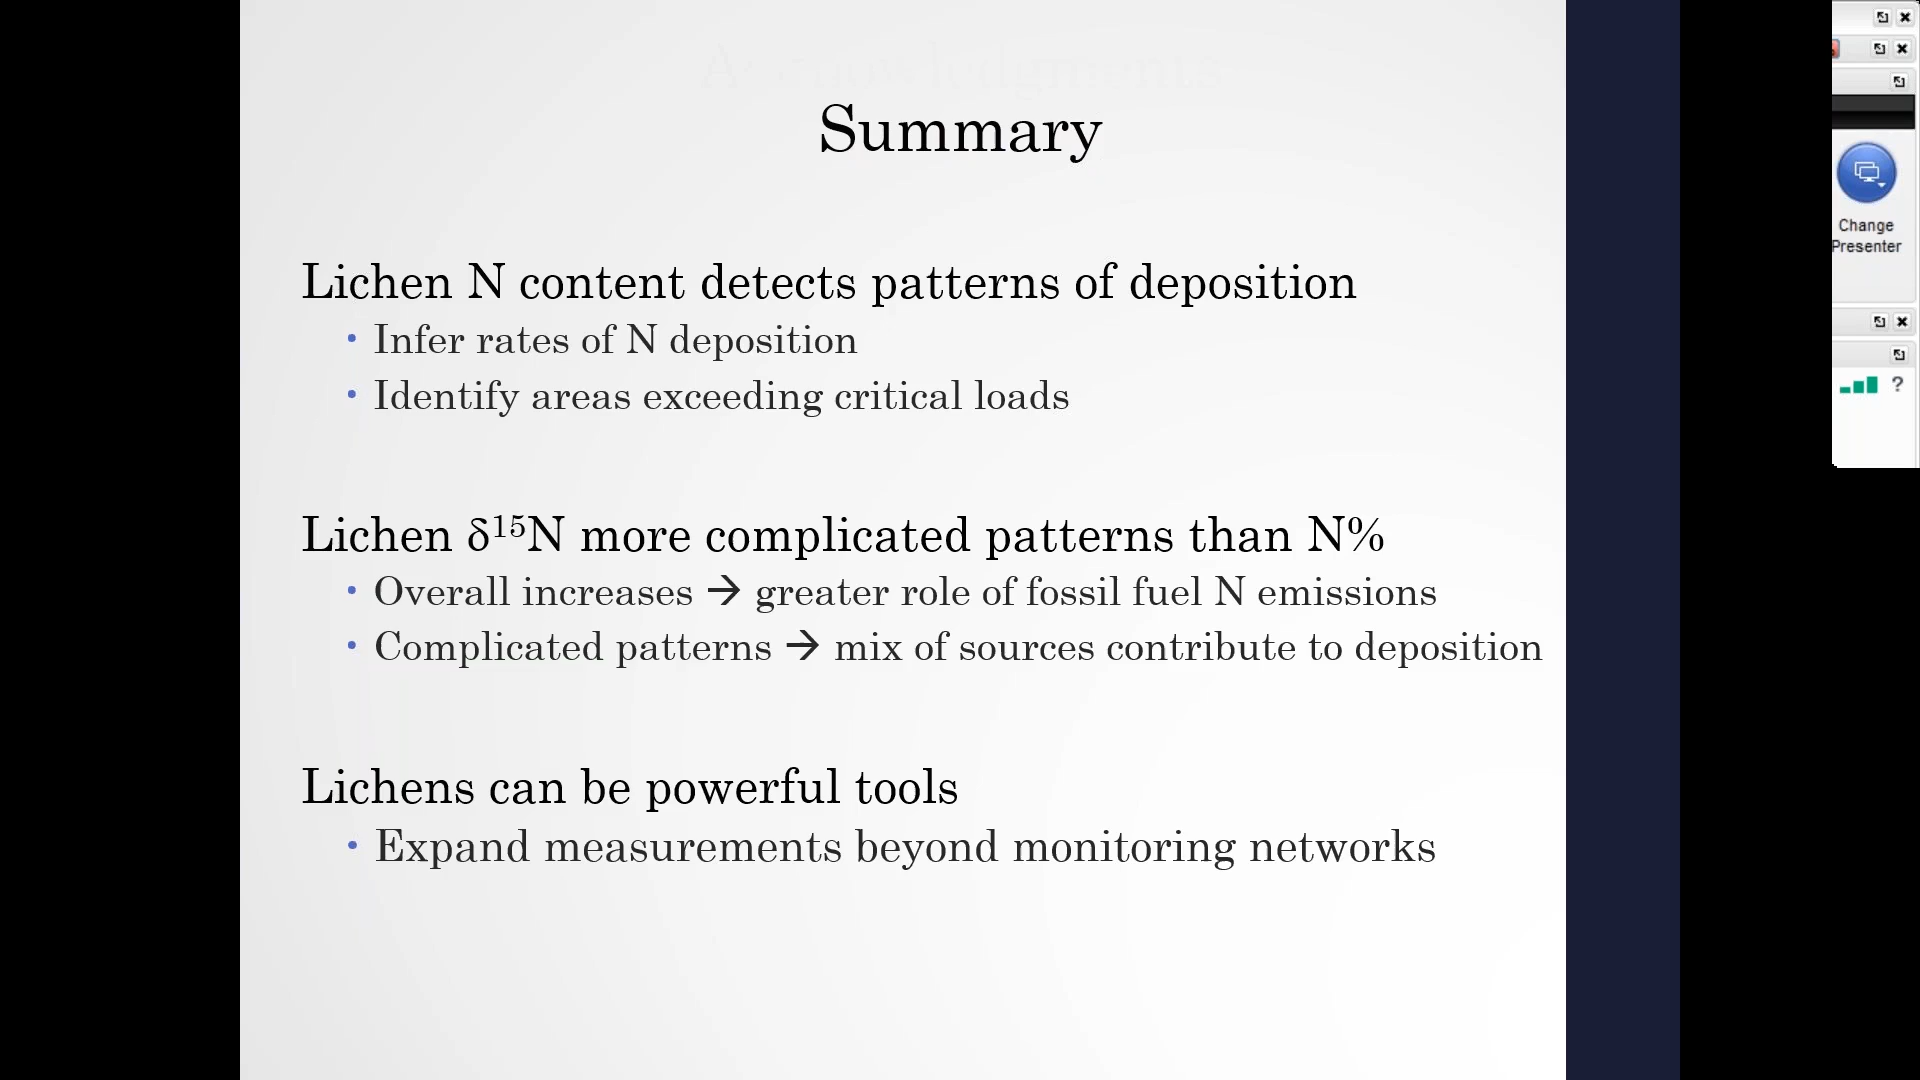 Acknowledgments
Summary
Lichen N content detects patterns of deposition
• Infer rates of N deposition
• Identify areas exceeding critical loads
Lichen δ¹⁵N more complicated patterns than N%
• Overall increases → greater role of fossil fuel N emissions
• Complicated patterns → mix of sources contribute to deposition
Lichens can be powerful tools
• Expand measurements beyond monitoring networks
Change
Presenter
?